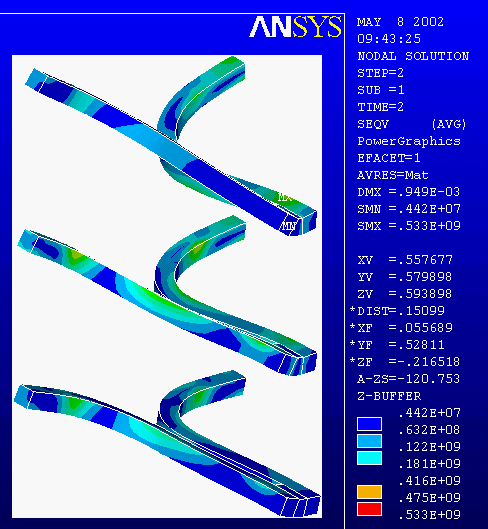 ANSYS
MAY 8 2002
09:43:25
NODAL SOLUTION
STEP=2
SUB =1
TIME=2
SEQV (AVG)
PowerGraphics
EFACET=1
AVRES=Mat
DMX =.949E-03
SMN =.442E+07
SMX =.533E+09
XV =.557677
YV =.579898
ZV =.593898
*DIST=.15099
*XF =.055689
*YF =.52811
*ZF =-.216518
A-ZS=-120.753
Z-BUFFER
.442E+07
.632E+08
.122E+09
.181E+09
.416E+09
.475E+09
.533E+09
MX
MN